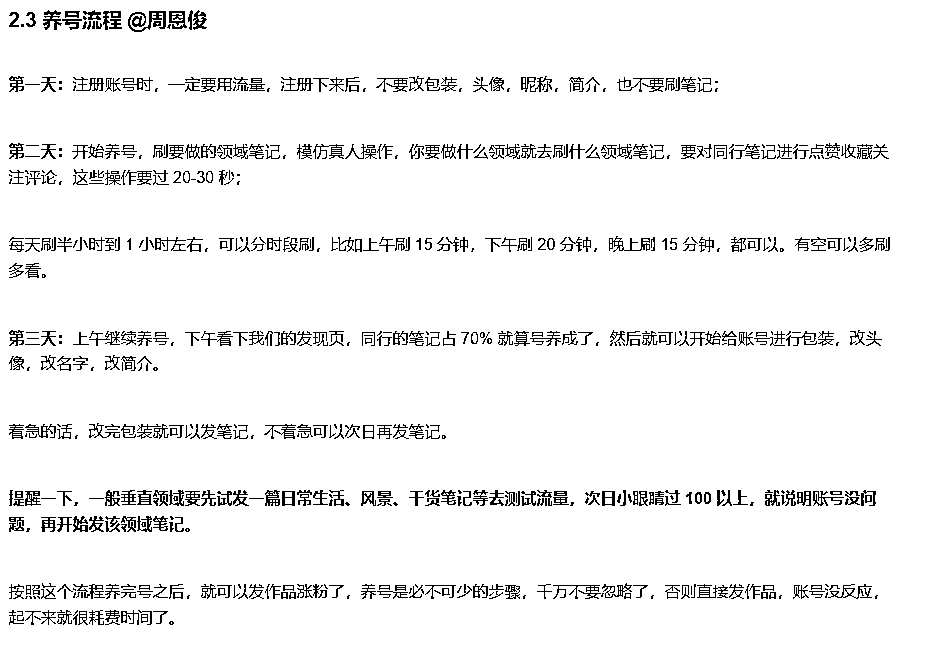 2.3 养号流程 @周恩俊
第一天：注册账号时，一定要用流量，注册下来后，不要改包装，头像，昵称，简介，也不要刷笔记；
第二天：开始养号，刷要做的领域笔记，模仿真人操作，你要做什么领域就去刷什么领域笔记，要对同行笔记进行点赞收藏关
注评论，这些操作要过 20-30 秒；
每天刷半小时到 1 小时左右，可以分时段刷，比如上午刷 15 分钟，下午刷 20 分钟，晚上刷 15 分钟，都可以。有空可以多刷
多看。
第三天：上午继续养号，下午看下我们的发现页，同行的笔记占 70% 就算号养成了，然后就可以开始给账号进行包装，改头
像，改名字，改简介。
着急的话，改完包装就可以发笔记，不着急可以次日再发笔记。
提醒一下，一般垂直领域要先试发一篇日常生活、风景、干货笔记等去测试流量，次日小眼睛过 100 以上，就说明账号没问
题，再开始发该领域笔记。
按照这个流程养完号之后，就可以发作品涨粉了，养号是必不可少的步骤，千万不要忽略了，否则直接发作品，账号没反应，
起不来就很耗费时间了。